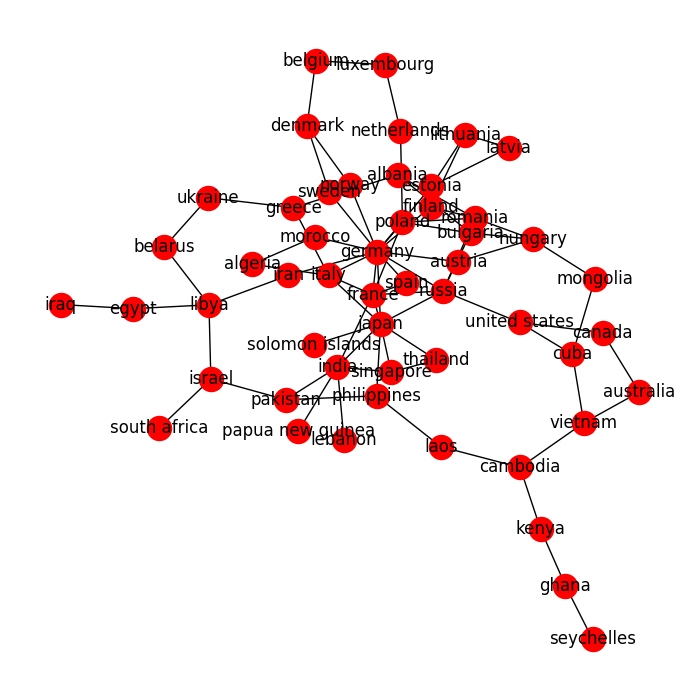 belgium
luxembourg
denmark
netherlands
lithuania
latvia
albania
norway
estonia
sweden
ukraine
greece
finland
romania
poland
bulgaria
morocco
hungary
belarus
germany
algeria
austria
iran
italy
spain
mongolia
france
russia
iraq
egypt
libya
japan
united states
canada
solomon islands
cuba
thailand
india
singapore
israel
pakistan
philippines
australia
south africa
papua new guinea
lebanon
vietnam
laos
cambodia
kenya
ghana
seychelles